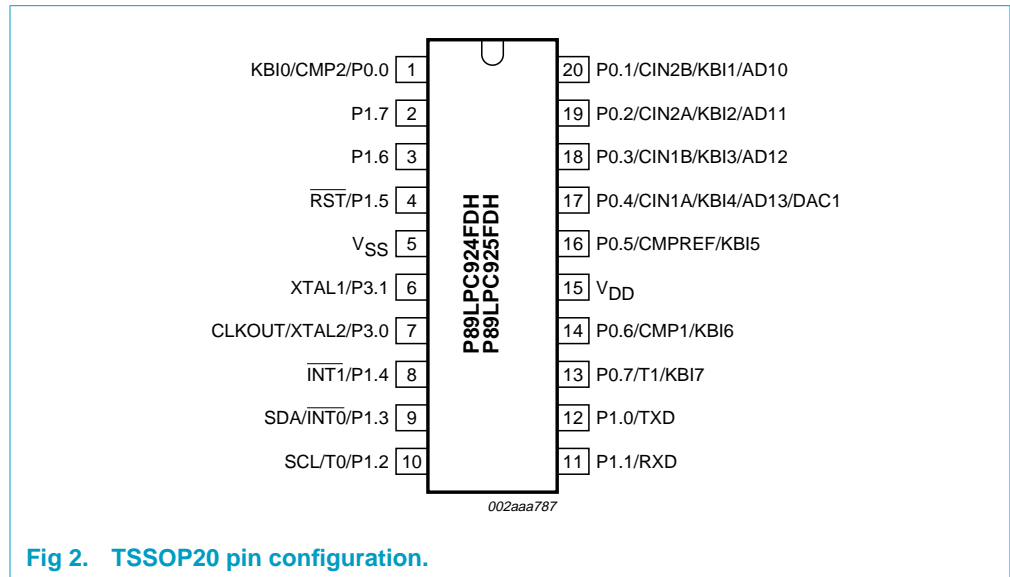 KBI0/CMP2/P0.0 1
20 P0.1/CIN2B/KBI1/AD10
P1.7 2
19 P0.2/CIN2A/KBI2/AD11
P1.6 3
18 P0.3/CIN1B/KBI3/AD12
R̅S̅T̅/P1.5 4
17 P0.4/CIN1A/KBI4/AD13/DAC1
VSS 5
16 P0.5/CMPREF/KBI5
XTAL1/P3.1 6
15 VDD
CLKOUT/XTAL2/P3.0 7
14 P0.6/CMP1/KBI6
I̅N̅T̅1̅/P1.4 8
13 P0.7/T1/KBI7
SDA/I̅N̅T̅0̅/P1.3 9
12 P1.0/TXD
SCL/T0/P1.2 10
11 P1.1/RXD
P89LPC924FDH
P89LPC925FDH
002aaa787
Fig 2. TSSOP20 pin configuration.